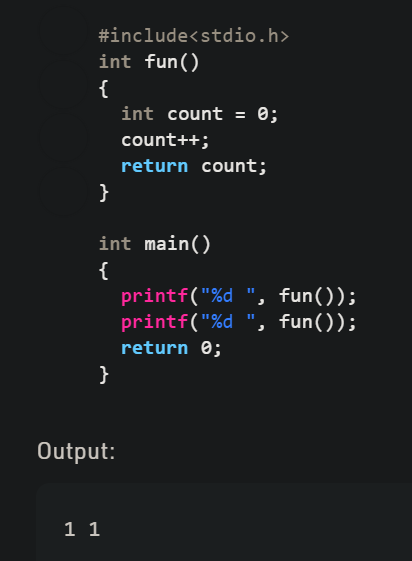 #include<stdio.h>
int fun()
{
  int count = 0;
  count++;
  return count;
}

int main()
{
  printf("%d ", fun());
  printf("%d ", fun());
  return 0;
}

Output:

1 1